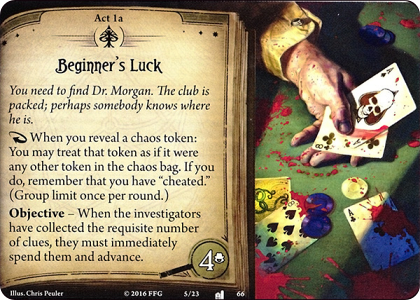 Act 1a
Beginner's Luck
You need to find Dr. Morgan. The club is
packed; perhaps somebody knows where
he is.
When you reveal a chaos token:
You may treat that token as if it were
any other token in the chaos bag. If you
do, remember that you have “cheated.”
(Group limit once per round.)
Objective – When the investigators
have collected the requisite number
of clues, they must immediately
spend them and advance.
4
Illus. Chris Peuler
© 2016 FFG
5/23
66
A
8